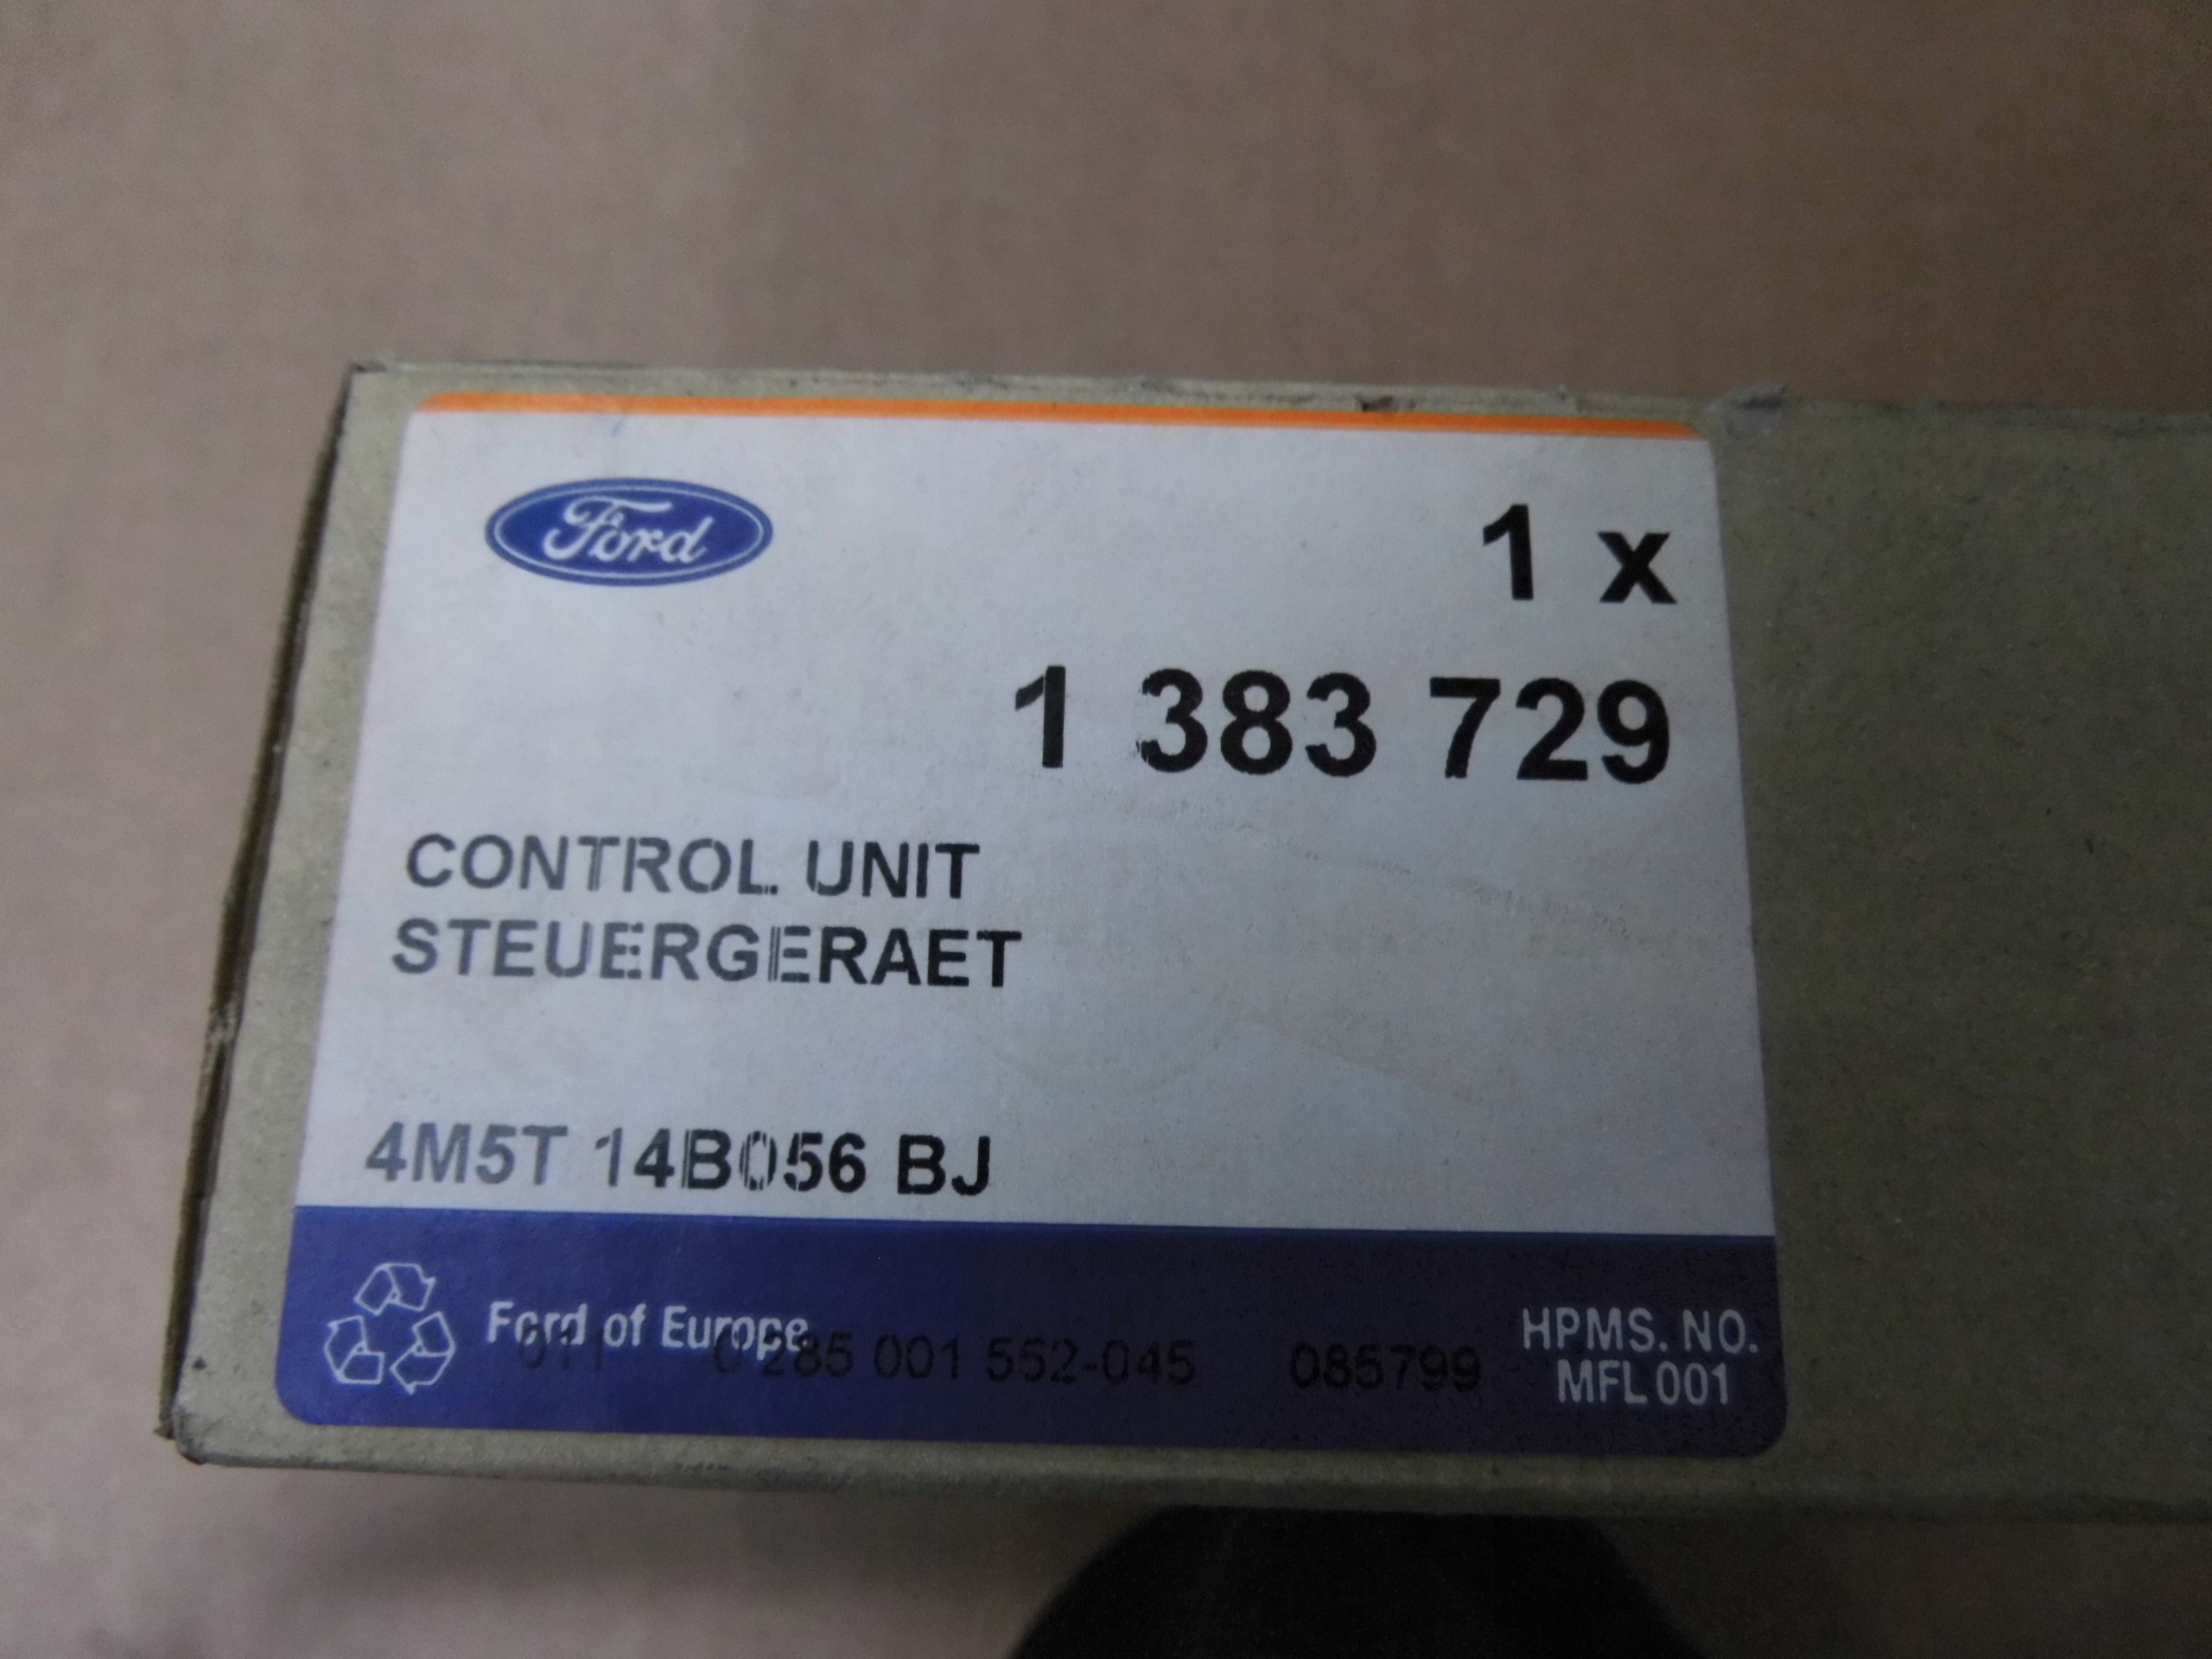 Ford
1 x
1 383 729
CONTROL UNIT
STEUERGERAET
4M5T 14B056 BJ
Ford of Europe
011 0 285 001 552-045 085799
HPMS. NO.
MFL 001